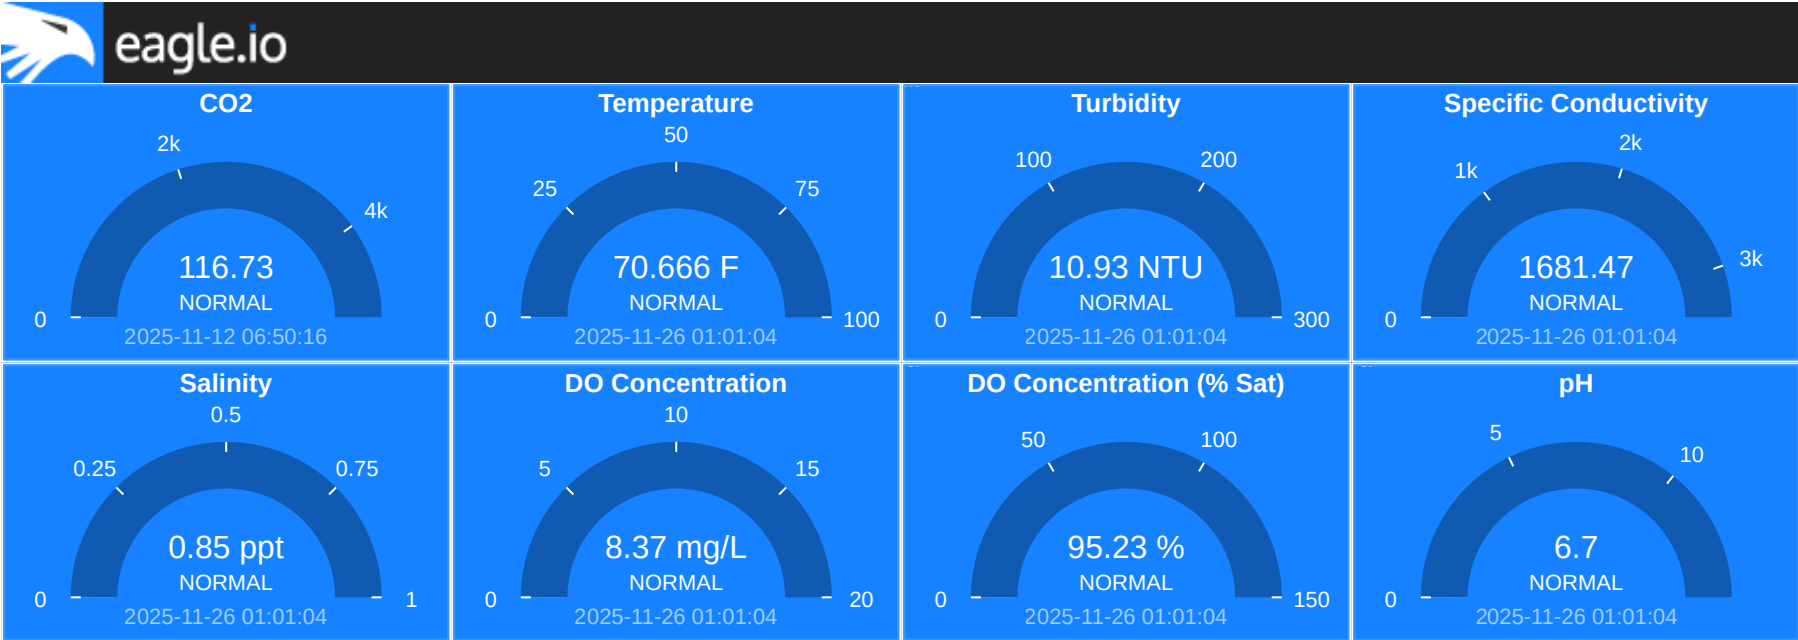 eagle.io
CO2
2k
4k
0
116.73
NORMAL
2025-11-12 06:50:16
Temperature
50
25
75
0
100
70.666 F
NORMAL
2025-11-26 01:01:04
Turbidity
100
200
0
300
10.93 NTU
NORMAL
2025-11-26 01:01:04
Specific Conductivity
2k
1k
3k
0
1681.47
NORMAL
2025-11-26 01:01:04
Salinity
0.5
0.25
0.75
0
1
0.85 ppt
NORMAL
2025-11-26 01:01:04
DO Concentration
10
5
15
0
20
8.37 mg/L
NORMAL
2025-11-26 01:01:04
DO Concentration (% Sat)
50
100
0
150
95.23 %
NORMAL
2025-11-26 01:01:04
pH
5
10
0
6.7
NORMAL
2025-11-26 01:01:04